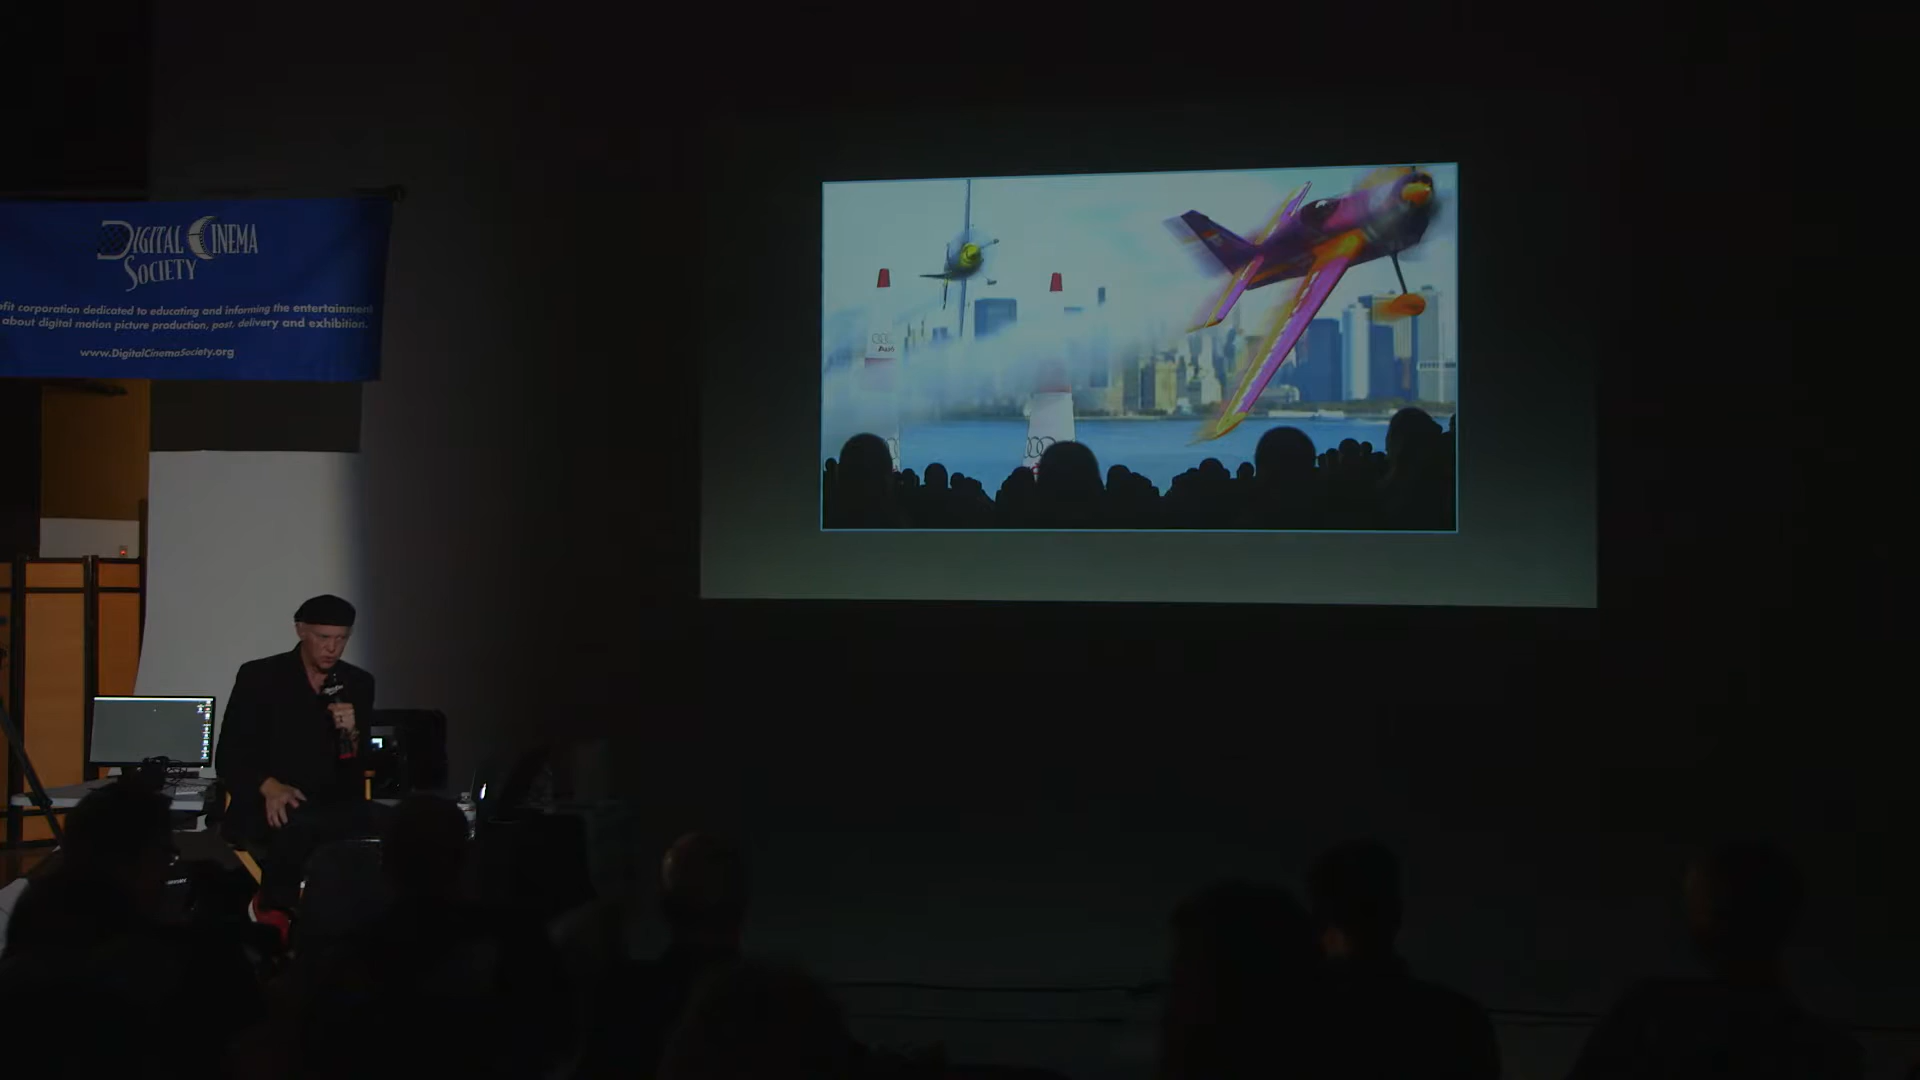 DIGITAL CINEMA
SOCIETY
fit corporation dedicated to educating and informing the entertainment
about digital motion picture production, post, delivery and exhibition.
www.DigitalCinemaSociety.org
Audi